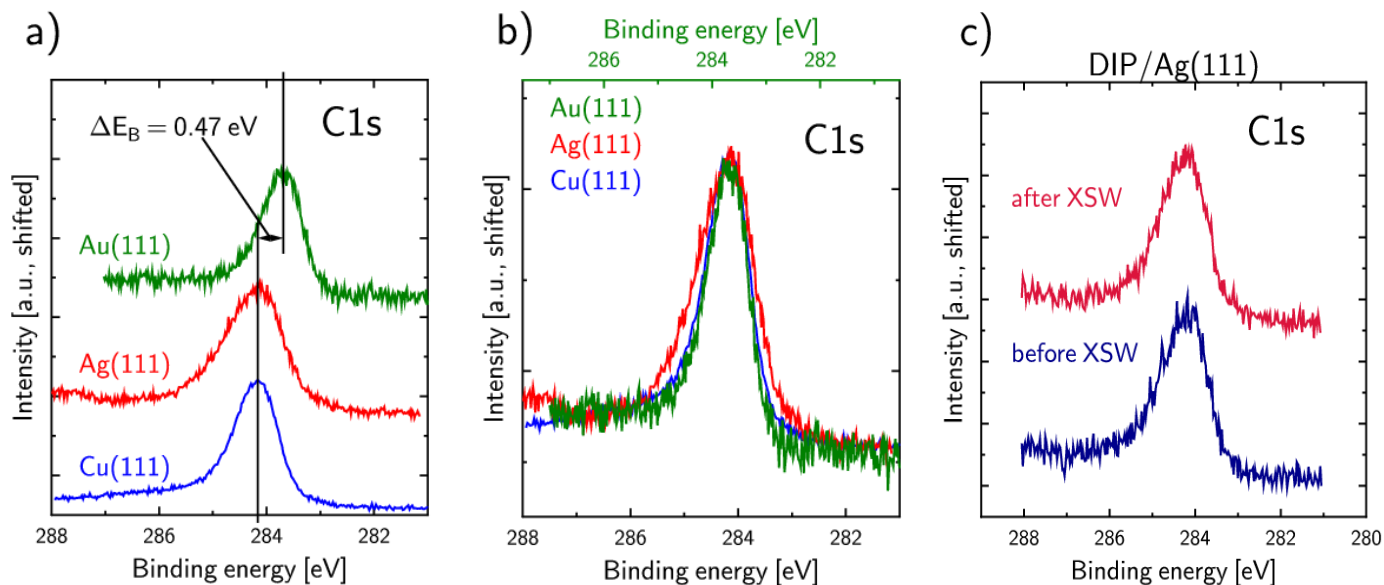 a)
ΔE_B = 0.47 eV
C1s
Au(111)
Ag(111)
Cu(111)
Intensity [a.u., shifted]
288 286 284 282
Binding energy [eV]
b)
Binding energy [eV]
286 284 282
Au(111)
Ag(111)
Cu(111)
C1s
Intensity [a.u., shifted]
288 286 284 282
Binding energy [eV]
c)
DIP/Ag(111)
C1s
after XSW
before XSW
Intensity [a.u., shifted]
288 286 284 282 280
Binding energy [eV]